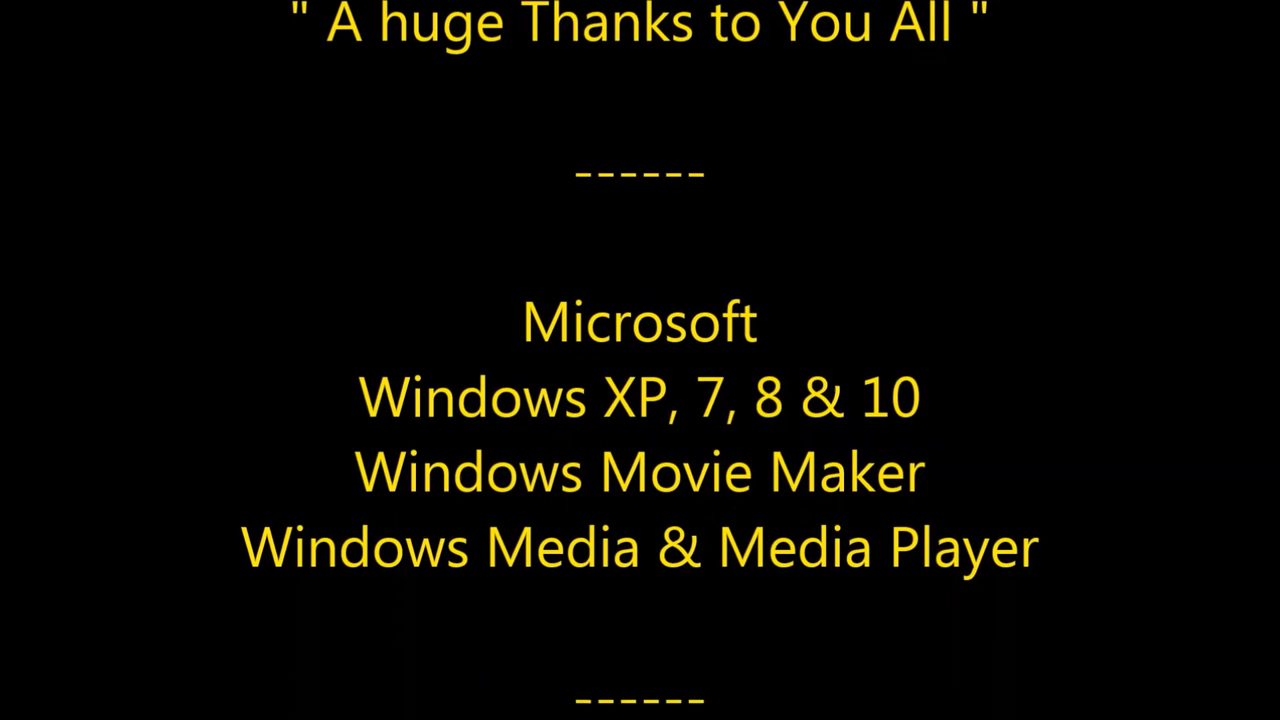 " A huge Thanks to You All "
------
Microsoft
Windows XP, 7, 8 & 10
Windows Movie Maker
Windows Media & Media Player
------